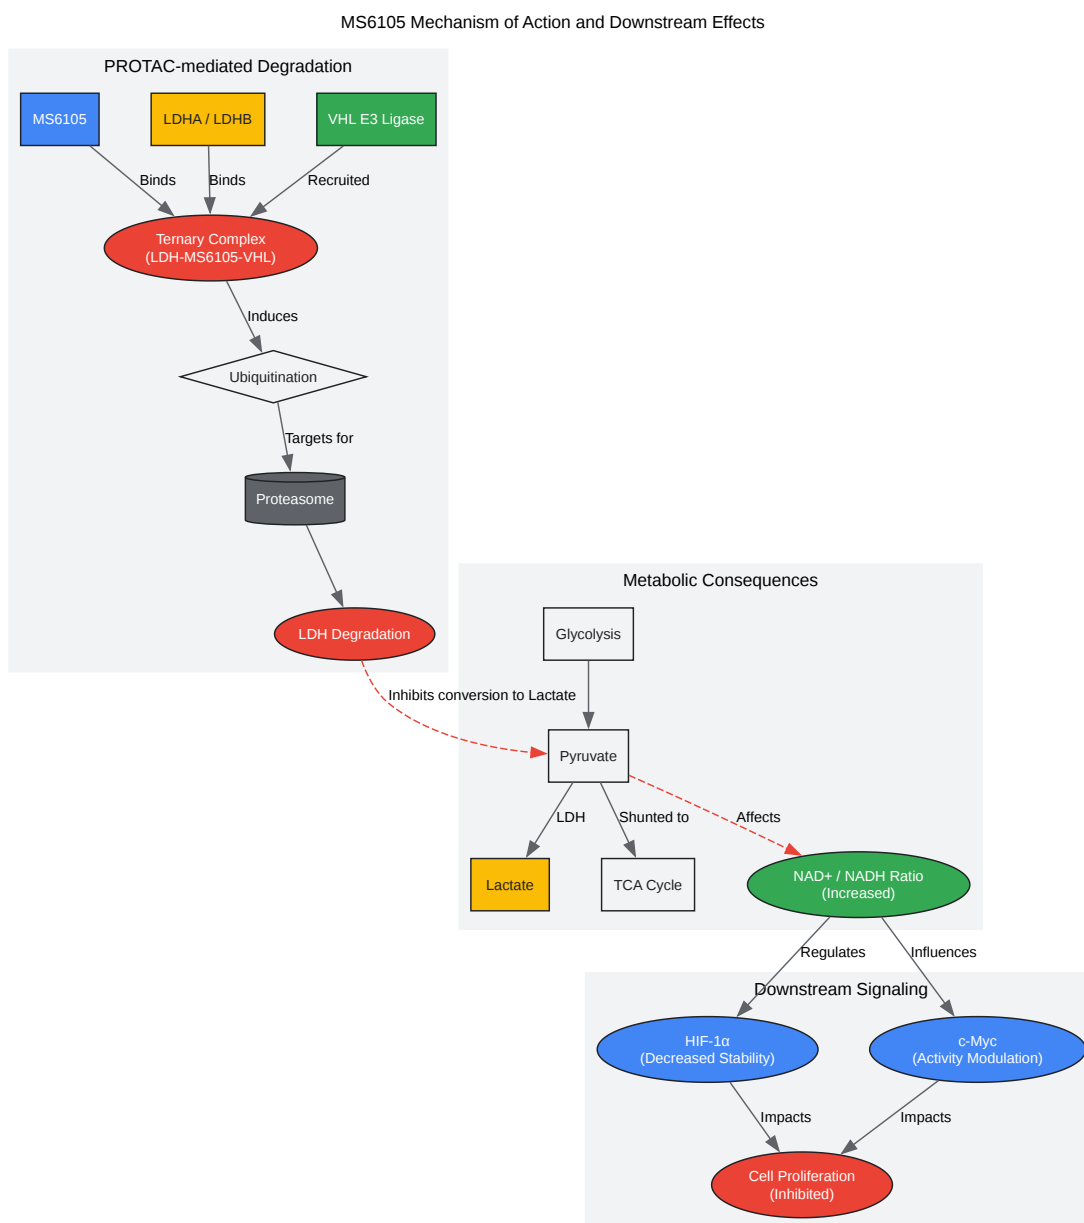 MS6105 Mechanism of Action and Downstream Effects
PROTAC-mediated Degradation
MS6105
LDHA / LDHB
VHL E3 Ligase
Binds
Binds
Recruited
Ternary Complex
(LDH-MS6105-VHL)
Induces
Ubiquitination
Targets for
Proteasome
LDH Degradation
Metabolic Consequences
Glycolysis
Inhibits conversion to Lactate
Pyruvate
LDH
Shunted to
Affects
Lactate
TCA Cycle
NAD+ / NADH Ratio
(Increased)
Regulates
Influences
Downstream Signaling
HIF-1α
(Decreased Stability)
c-Myc
(Activity Modulation)
Impacts
Impacts
Cell Proliferation
(Inhibited)